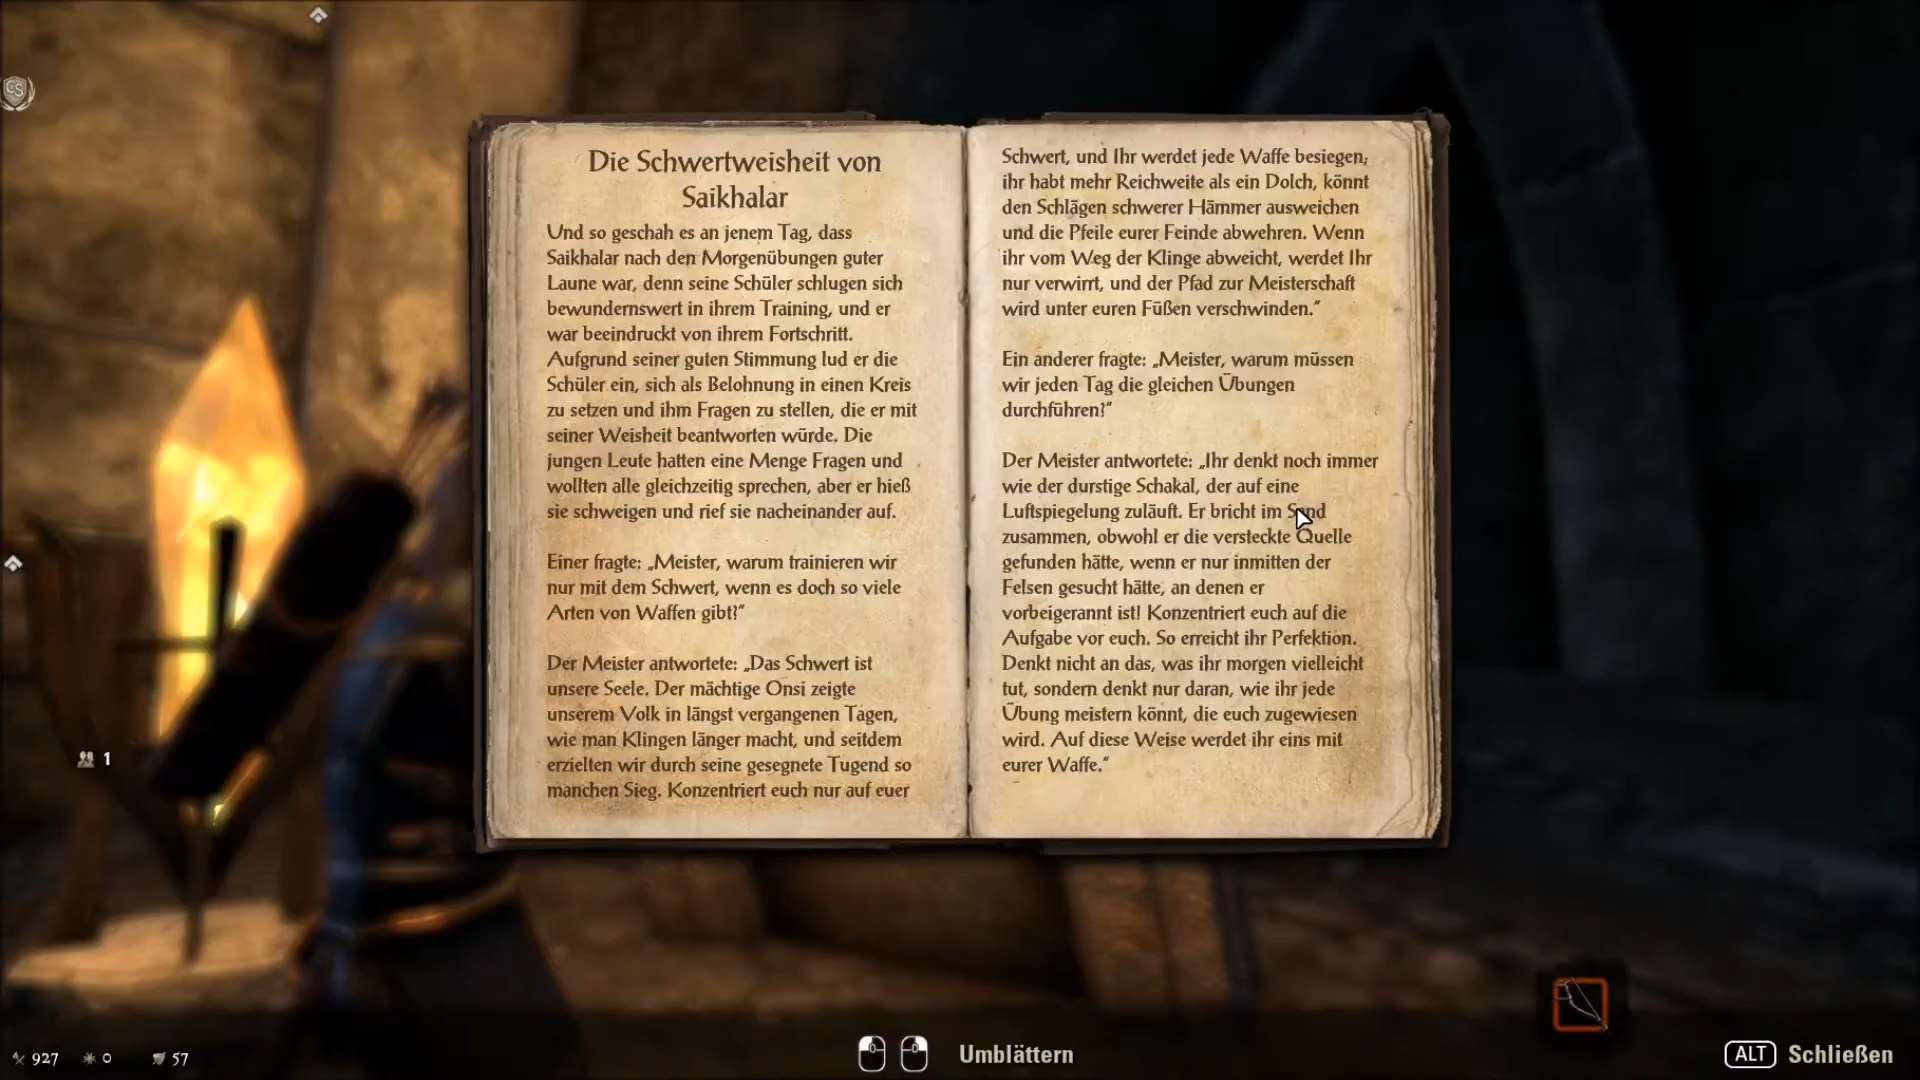 CS
Die Schwertweisheit von
Saikhalar
Und so geschah es an jenem Tag, dass
Saikhalar nach den Morgenübungen guter
Laune war, denn seine Schüler schlugen sich
bewundernswert in ihrem Training, und er
war beeindruckt von ihrem Fortschritt.
Aufgrund seiner guten Stimmung lud er die
Schüler ein, sich als Belohnung in einen Kreis
zu setzen und ihm Fragen zu stellen, die er mit
seiner Weisheit beantworten würde. Die
jungen Leute hatten eine Menge Fragen und
wollten alle gleichzeitig sprechen, aber er hieß
sie schweigen und rief sie nacheinander auf.
Einer fragte: „Meister, warum trainieren wir
nur mit dem Schwert, wenn es doch so viele
Arten von Waffen gibt?“
Der Meister antwortete: „Das Schwert ist
unsere Seele. Der mächtige Onsi zeigte
unserem Volk in längst vergangenen Tagen,
wie man Klingen länger macht, und seitdem
erzielten wir durch seine gesegnete Tugend so
manchen Sieg. Konzentriert euch nur auf euer
Schwert, und Ihr werdet jede Waffe besiegen;
ihr habt mehr Reichweite als ein Dolch, könnt
den Schlägen schwerer Hämmer ausweichen
und die Pfeile eurer Feinde abwehren. Wenn
ihr vom Weg der Klinge abweicht, werdet Ihr
nur verwirrt, und der Pfad zur Meisterschaft
wird unter euren Füßen verschwinden.“
Ein anderer fragte: „Meister, warum müssen
wir jeden Tag die gleichen Übungen
durchführen?“
Der Meister antwortete: „Ihr denkt noch immer
wie der durstige Schakal, der auf eine
Luftspiegelung zuläuft. Er bricht im Sand
zusammen, obwohl er die versteckte Quelle
gefunden hätte, wenn er nur inmitten der
Felsen gesucht hätte, an denen er
vorbeigerannt ist! Konzentriert euch auf die
Aufgabe vor euch. So erreicht ihr Perfektion.
Denkt nicht an das, was ihr morgen vielleicht
tut, sondern denkt nur daran, wie ihr jede
Übung meistern könnt, die euch zugewiesen
wird. Auf diese Weise werdet ihr eins mit
eurer Waffe.“
1
927 0 57
Umblättern
ALT Schließen